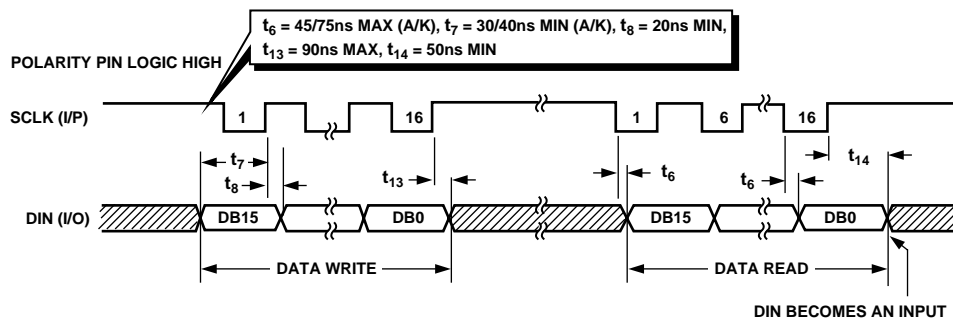 t6 = 45/75ns MAX (A/K), t7 = 30/40ns MIN (A/K), t8 = 20ns MIN,
t13 = 90ns MAX, t14 = 50ns MIN
POLARITY PIN LOGIC HIGH
SCLK (I/P)
1
16
1
6
16
t7
t8
t13
t6
t6
t14
DIN (I/O)
DB15
DB0
DB15
DB0
DATA WRITE
DATA READ
DIN BECOMES AN INPUT